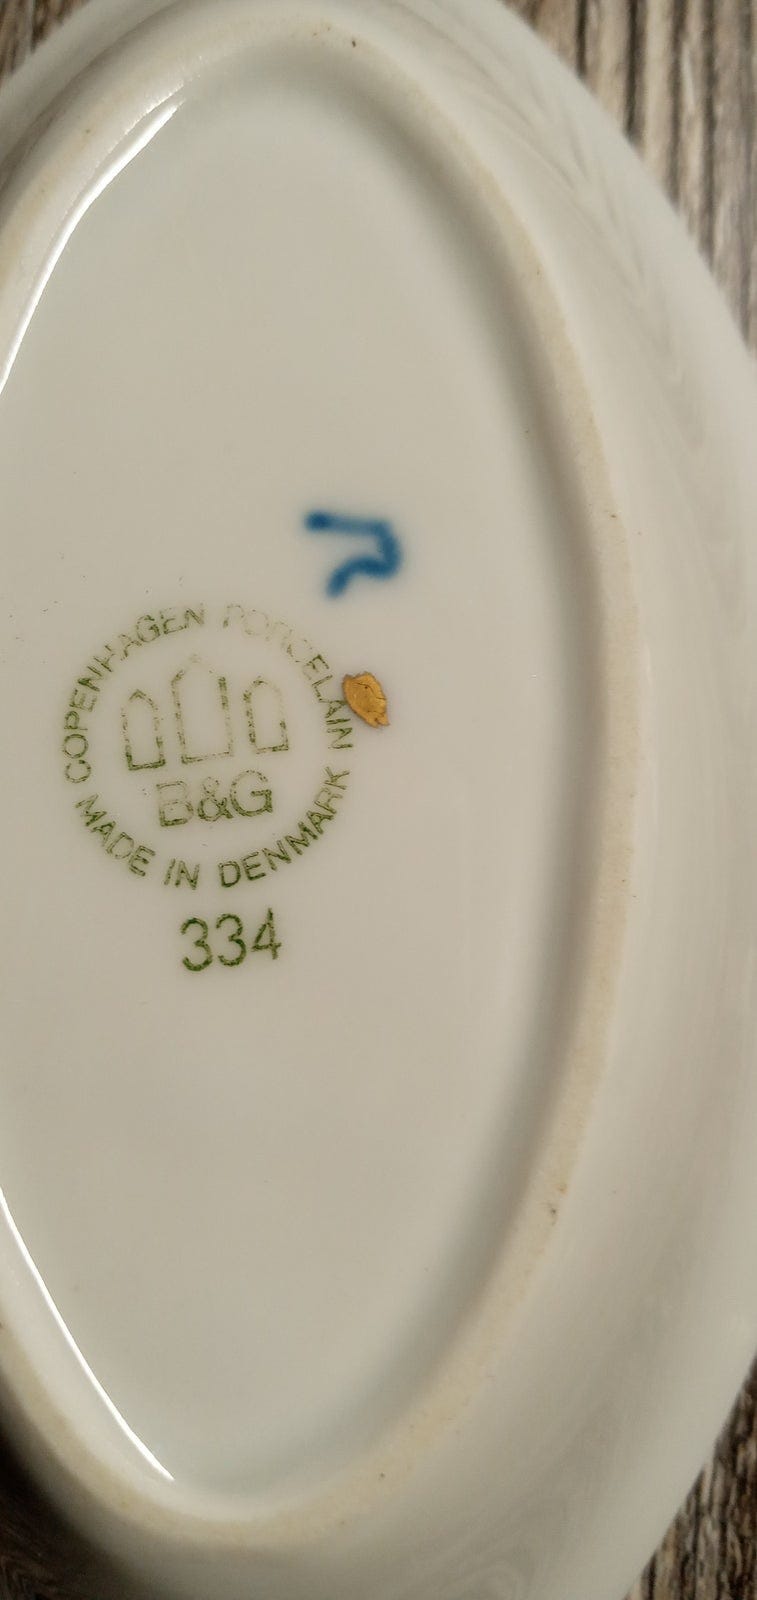 COPENHAGEN PORCELAIN
B&G
MADE IN DENMARK
334